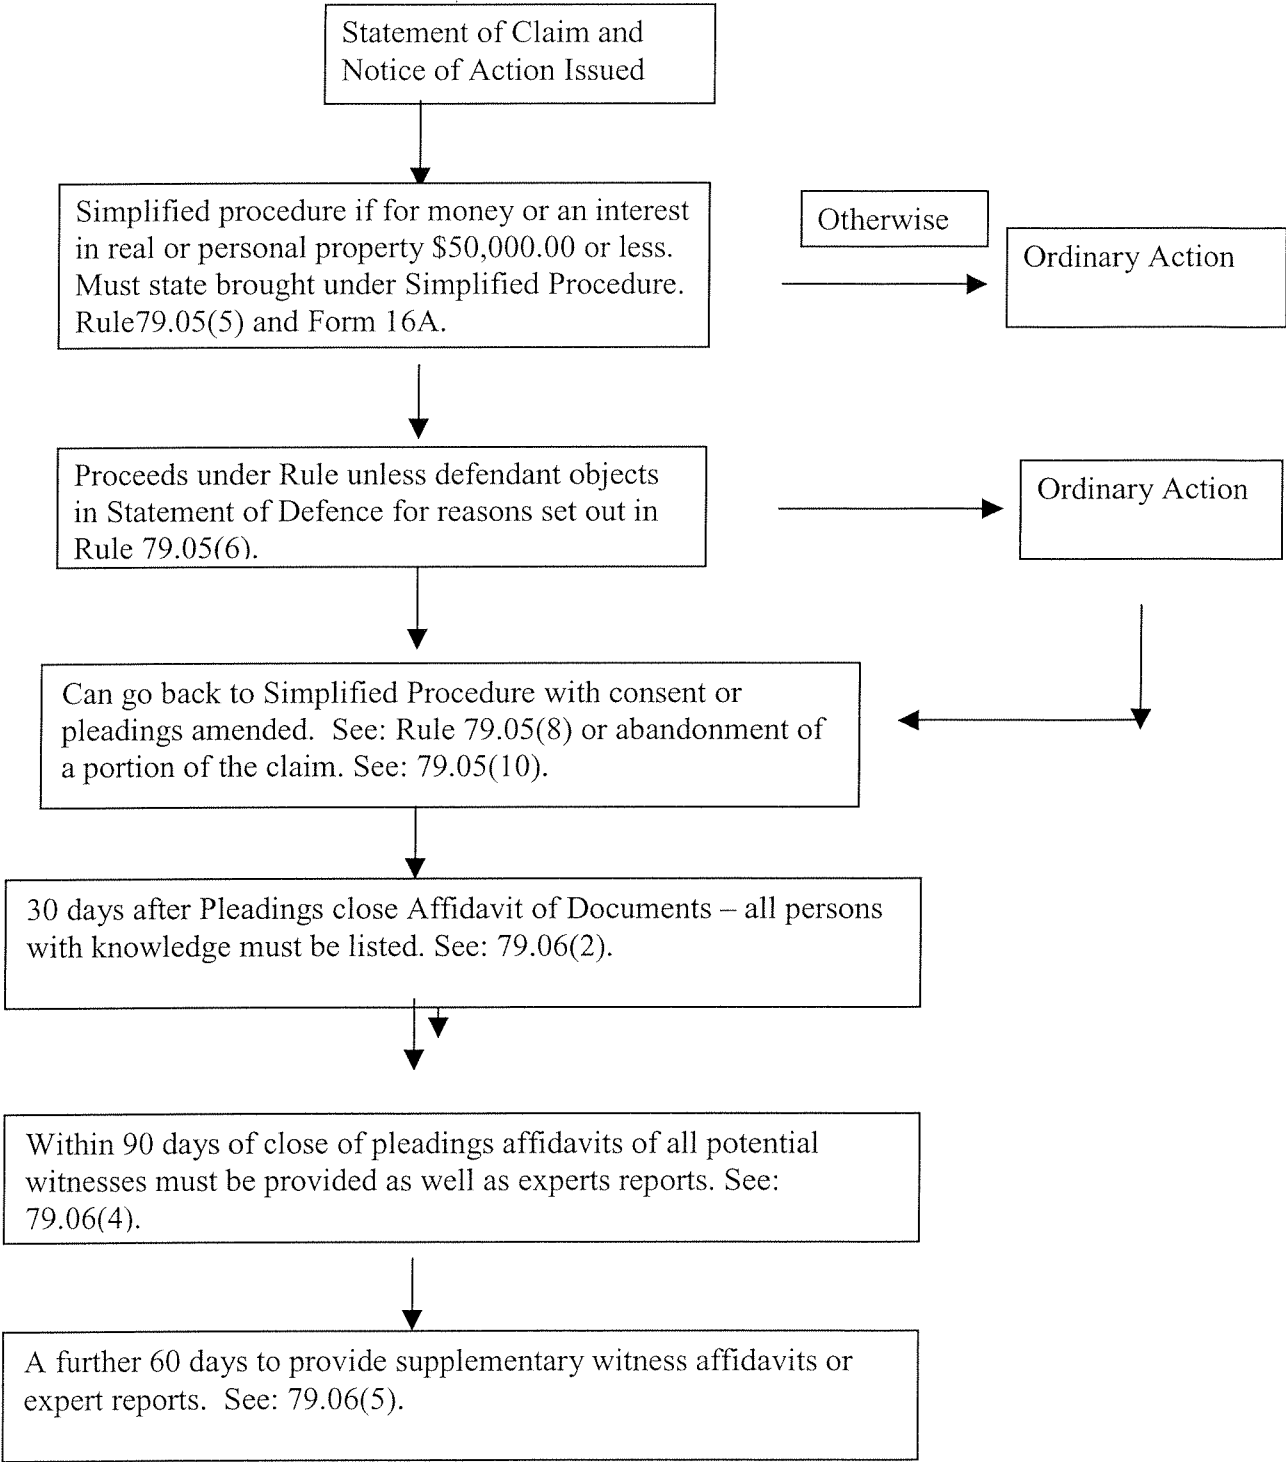 Statement of Claim and
Notice of Action Issued
Simplified procedure if for money or an interest
in real or personal property $50,000.00 or less.
Must state brought under Simplified Procedure.
Rule79.05(5) and Form 16A.
Otherwise
Ordinary Action
Proceeds under Rule unless defendant objects
in Statement of Defence for reasons set out in
Rule 79.05(6).
Ordinary Action
Can go back to Simplified Procedure with consent or
pleadings amended.  See: Rule 79.05(8) or abandonment of
a portion of the claim. See: 79.05(10).
30 days after Pleadings close Affidavit of Documents – all persons
with knowledge must be listed. See: 79.06(2).
Within 90 days of close of pleadings affidavits of all potential
witnesses must be provided as well as experts reports. See:
79.06(4).
A further 60 days to provide supplementary witness affidavits or
expert reports.  See: 79.06(5).